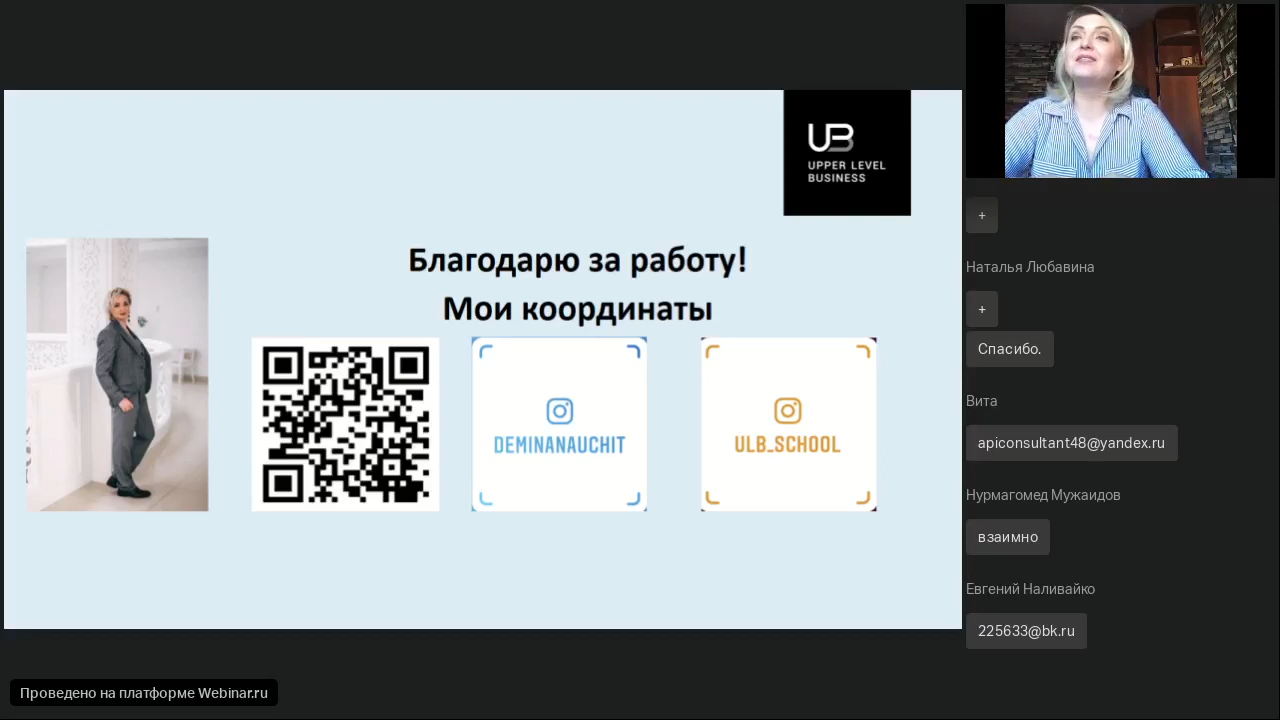 UB
UPPER LEVEL
BUSINESS
Благодарю за работу!
Мои координаты
DEMINANAUCHIT
ULB_SCHOOL
+
Наталья Любавина
+
Спасибо.
Вита
apiconsultant48@yandex.ru
Нурмагомед Мужаидов
взаимно
Евгений Наливайко
225633@bk.ru
Проведено на платформе Webinar.ru